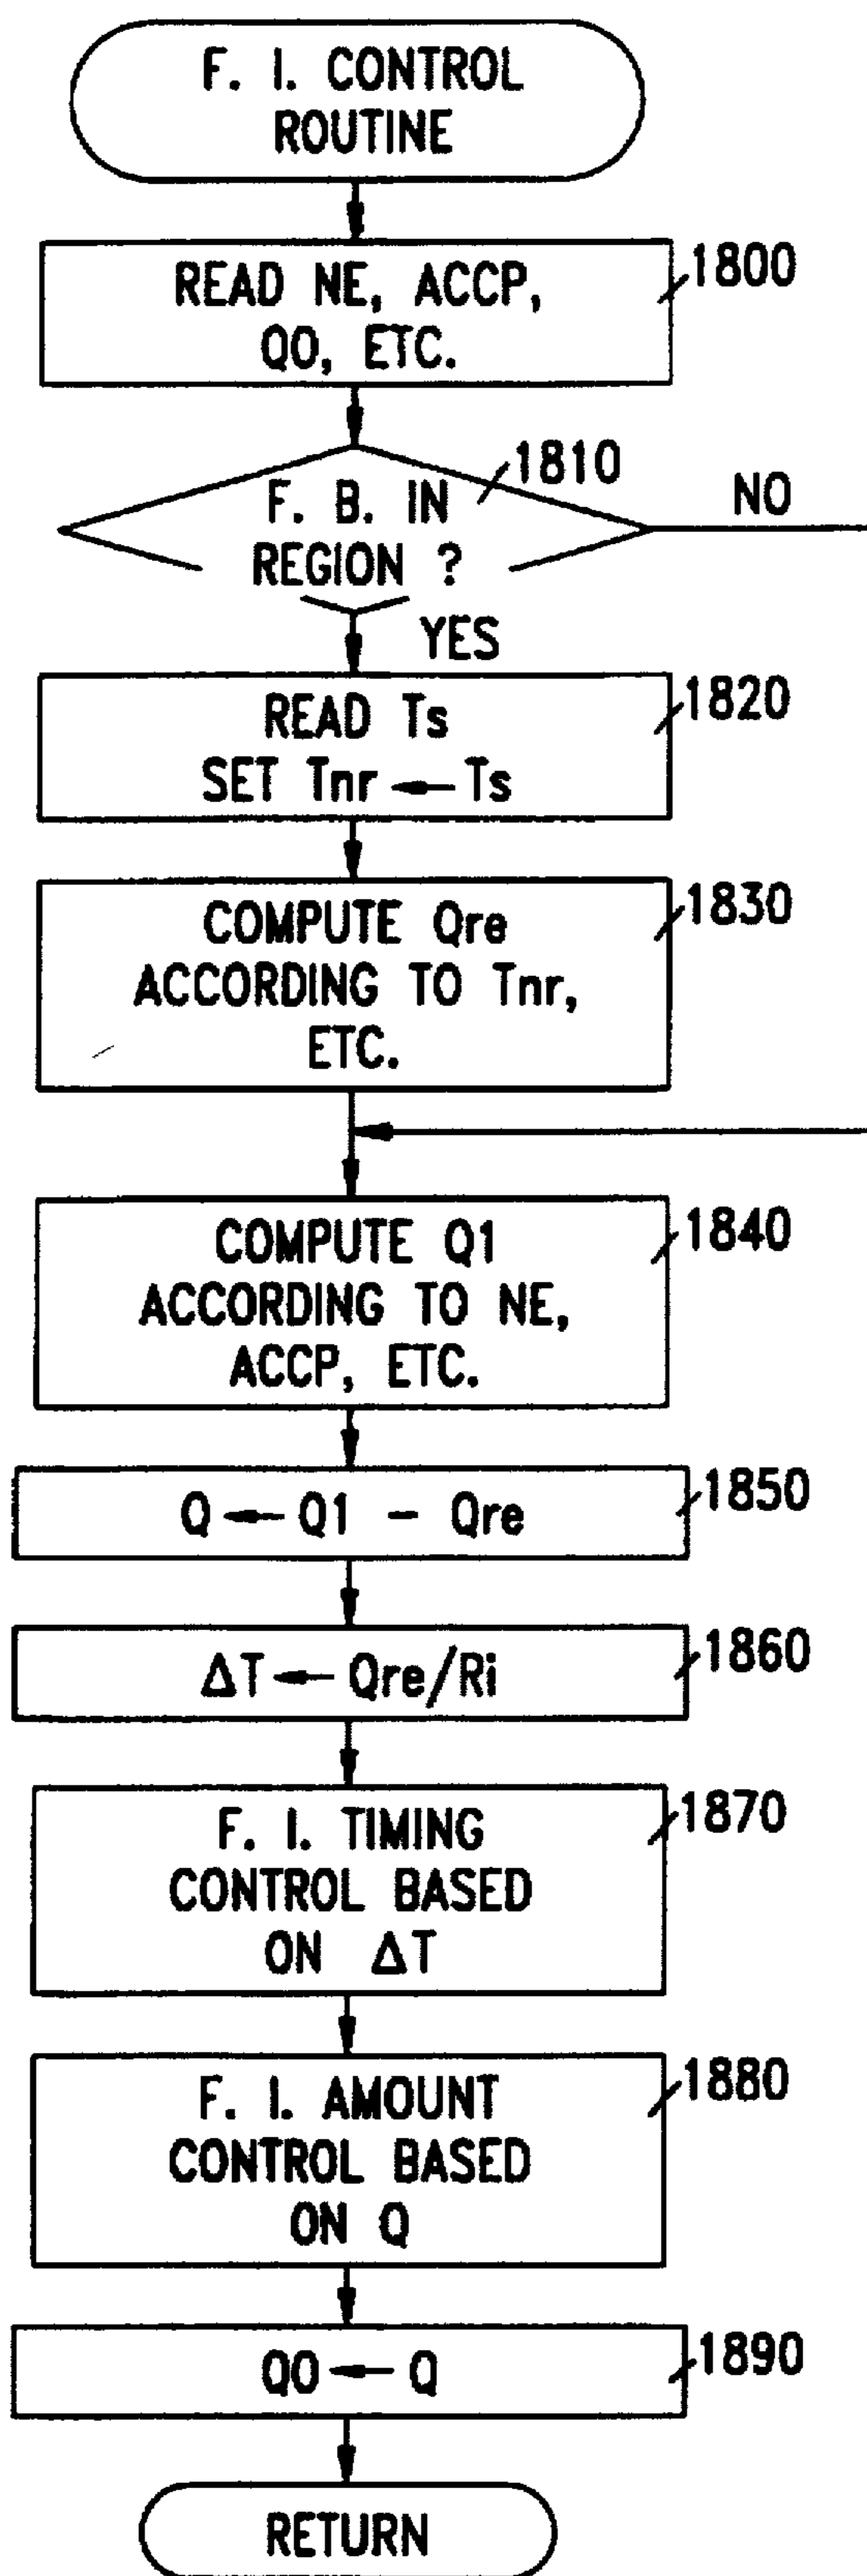 F. I. CONTROL
ROUTINE
READ NE, ACCP,
Q0, ETC.
1800
F. B. IN
REGION ?
1810
NO
YES
READ Ts
SET Tnr ← Ts
1820
COMPUTE Qre
ACCORDING TO Tnr,
ETC.
1830
COMPUTE Q1
ACCORDING TO NE,
ACCP, ETC.
1840
Q ← Q1 - Qre
1850
ΔT ← Qre/Ri
1860
F. I. TIMING
CONTROL BASED
ON ΔT
1870
F. I. AMOUNT
CONTROL BASED
ON Q
1880
Q0 ← Q
1890
RETURN